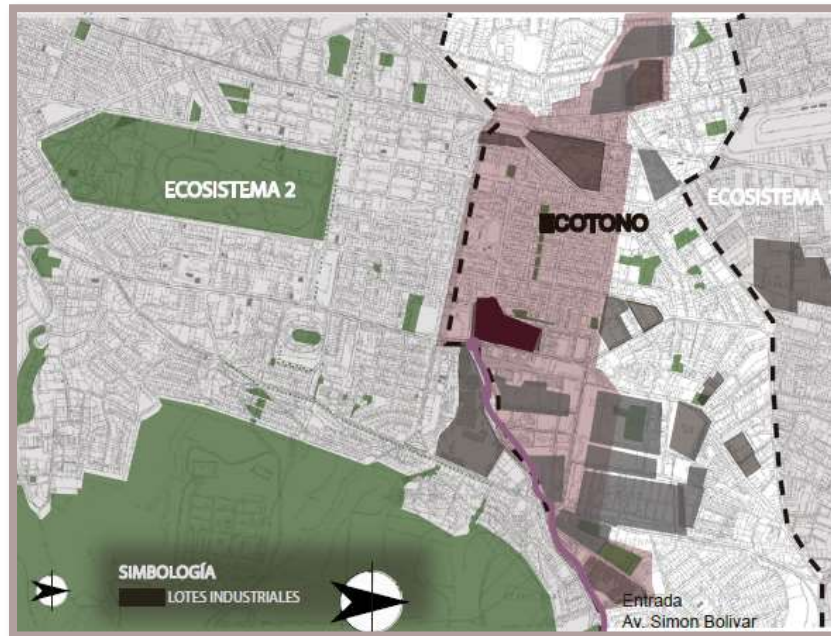 ECOSISTEMA 2
ECOTONO
ECOSISTEMA
SIMBOLOGÍA
LOTES INDUSTRIALES
Entrada
Av. Simon Bolivar